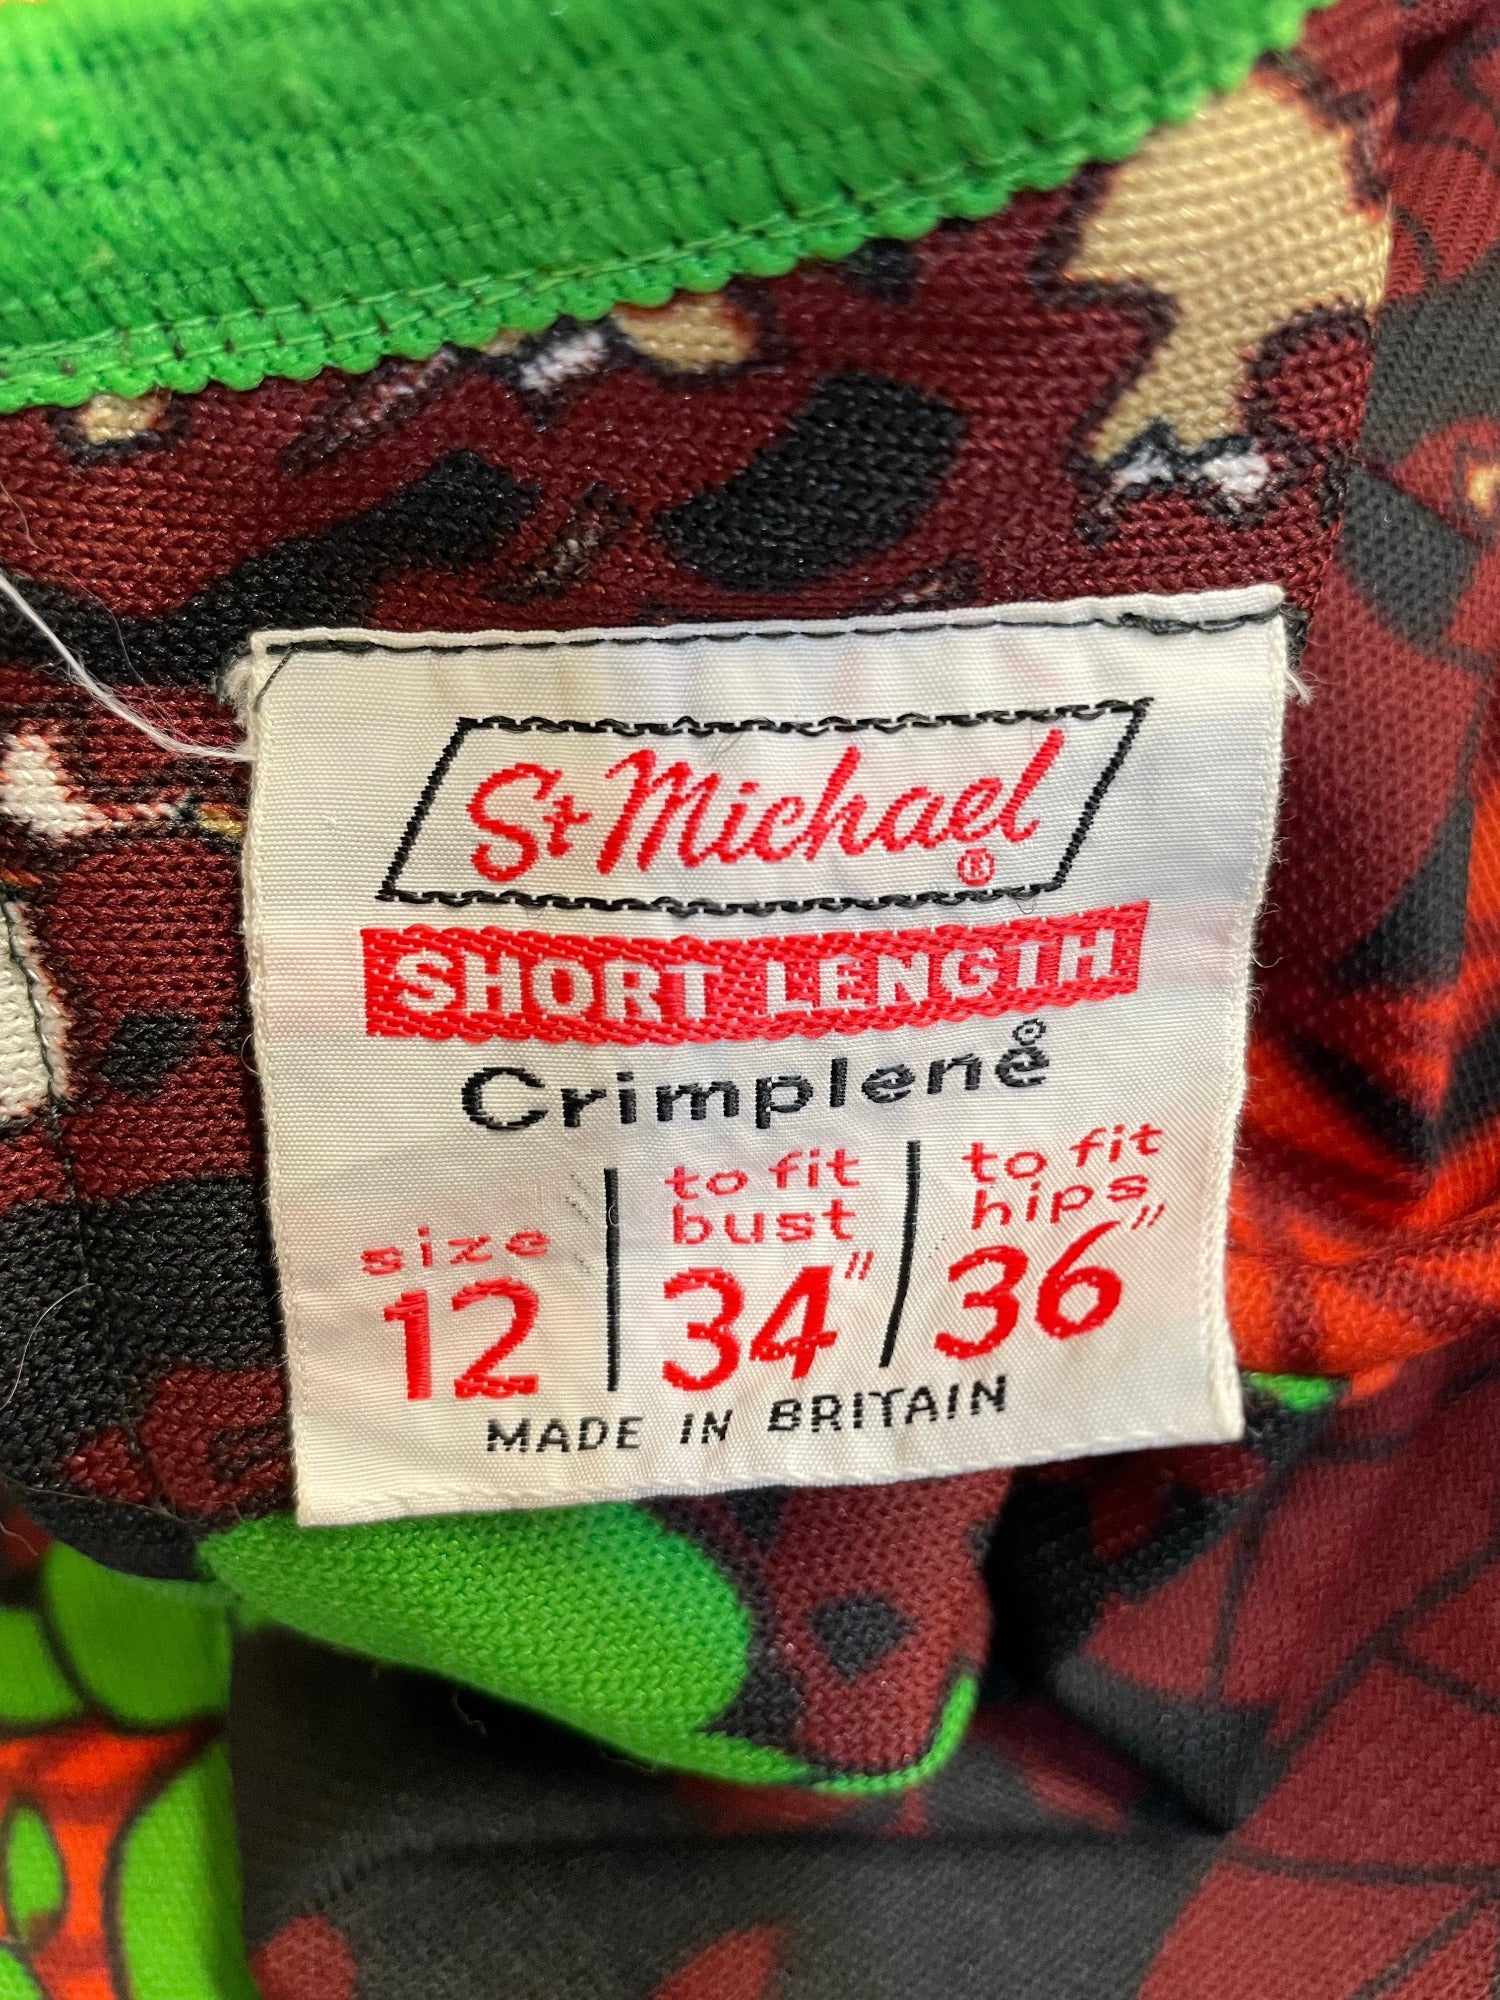 St Michael ®
SHORT LENGTH
Crimplene ®
size 12
to fit bust 34"
to fit hips 36"
MADE IN BRITAIN